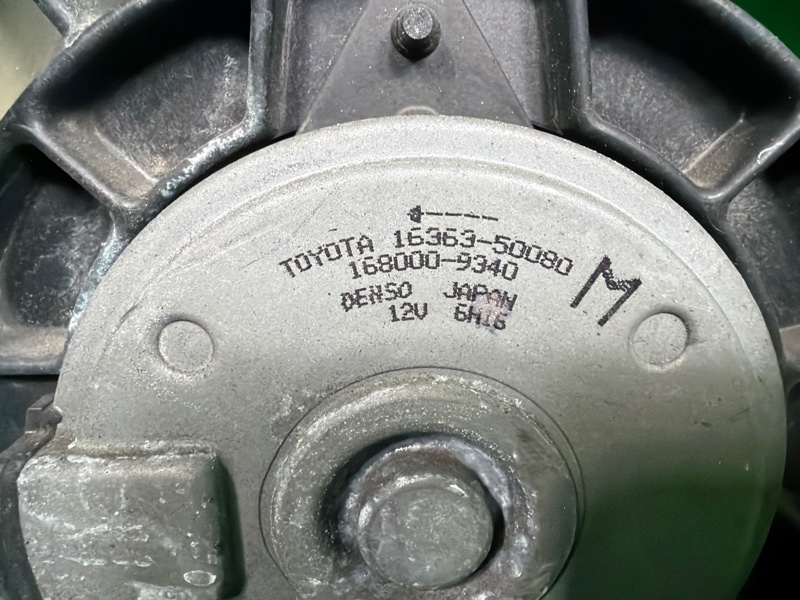 TOYOTA 16363-50080
168000-9340
DENSO JAPAN
12V
M